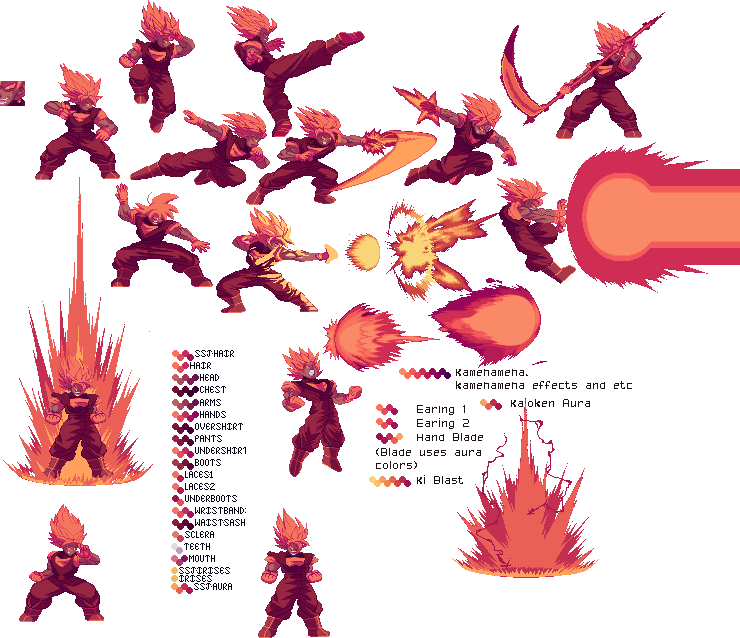 SSJHAIR
HAIR
HEAD
CHEST
ARMS
HANDS
OVERSHIRT
PANTS
UNDERSHIRT
BOOTS
LACES1
LACES2
UNDERBOOTS
WRISTBAND:
WAISTSASH
SCLERA
TEETH
MOUTH
SSJIRISES
IRISES
SSJAURA
Kamehameha.
kamehameha effects and etc
Earing 1
Kaioken Aura
Earing 2
Hand Blade
(Blade uses aura
colors)
Ki Blast